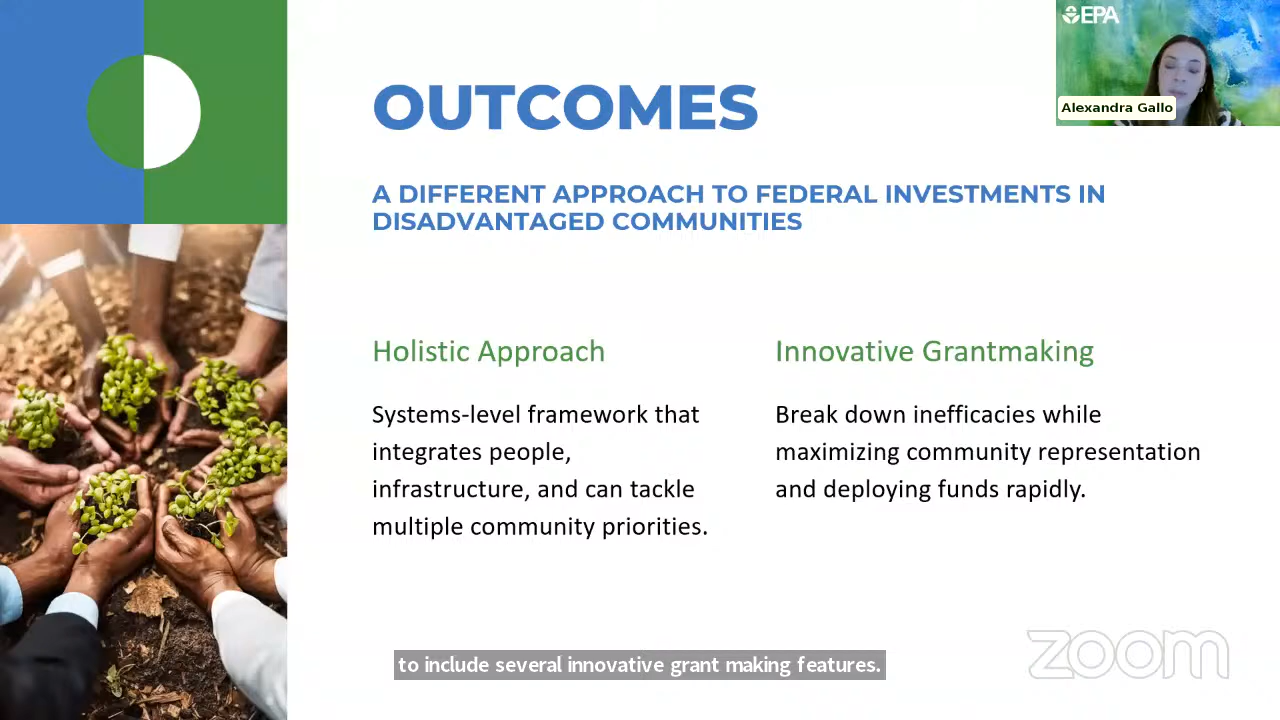 EPA
Alexandra Gallo
OUTCOMES
A DIFFERENT APPROACH TO FEDERAL INVESTMENTS IN
DISADVANTAGED COMMUNITIES
Holistic Approach
Systems-level framework that
integrates people,
infrastructure, and can tackle
multiple community priorities.
Innovative Grantmaking
Break down inefficacies while
maximizing community representation
and deploying funds rapidly.
to include several innovative grant making features.
zoom